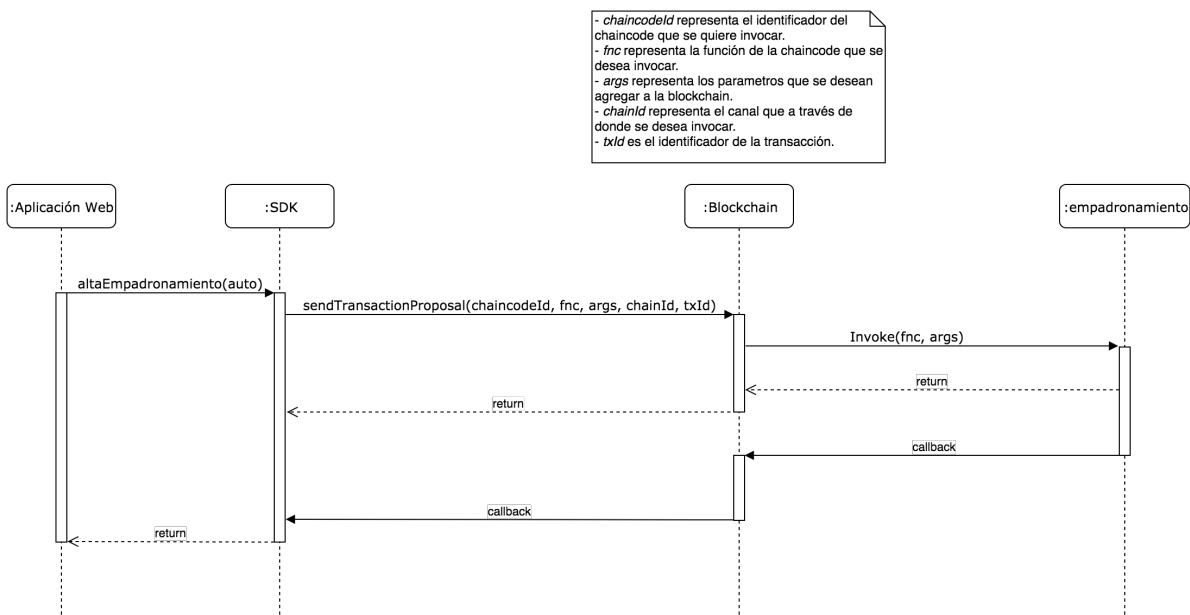 - chaincodeId representa el identificador del
chaincode que se quiere invocar.
- fnc representa la función de la chaincode que se
desea invocar.
- args representa los parametros que se desean
agregar a la blockchain.
- chainId representa el canal que a través de
donde se desea invocar.
- txId es el identificador de la transacción.
:Aplicación Web
:SDK
:Blockchain
:empadronamiento
altaEmpadronamiento(auto)
sendTransactionProposal(chaincodeId, fnc, args, chainId, txId)
Invoke(fnc, args)
return
return
callback
callback
return